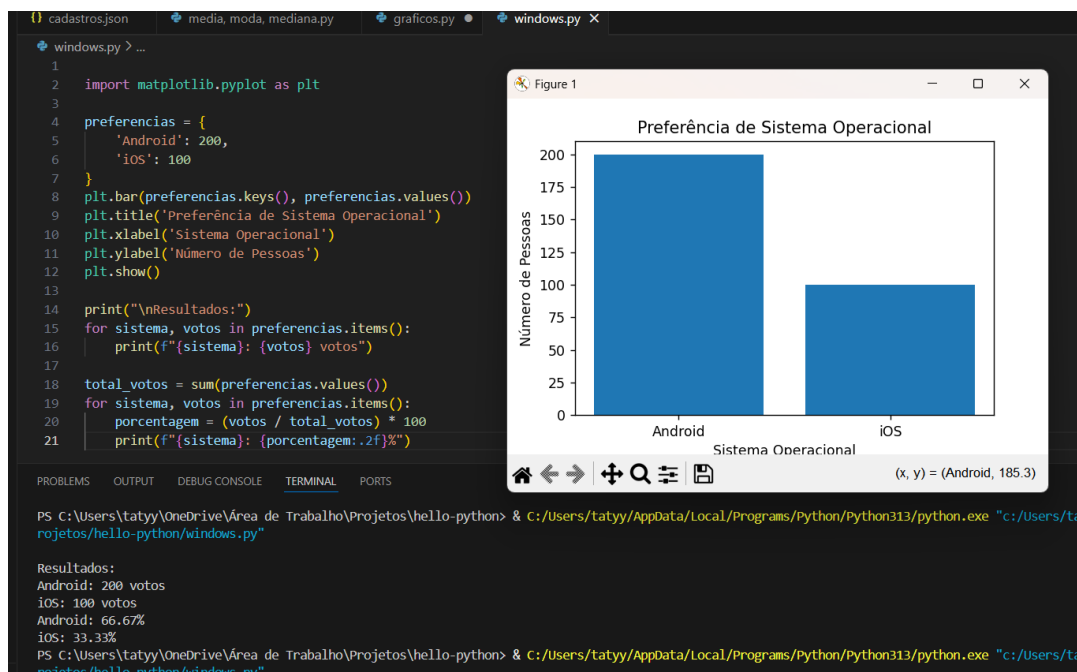 {} cadastros.json media, moda, mediana.py graficos.py ● windows.py ×
windows.py > ...
1
2 import matplotlib.pyplot as plt
3
4 preferencias = {
5 'Android': 200,
6 'iOS': 100
7 }
8 plt.bar(preferencias.keys(), preferencias.values())
9 plt.title('Preferência de Sistema Operacional')
10 plt.xlabel('Sistema Operacional')
11 plt.ylabel('Número de Pessoas')
12 plt.show()
13
14 print("\nResultados:")
15 for sistema, votos in preferencias.items():
16 print(f"{sistema}: {votos} votos")
17
18 total_votos = sum(preferencias.values())
19 for sistema, votos in preferencias.items():
20 porcentagem = (votos / total_votos) * 100
21 print(f"{sistema}: {porcentagem:.2f}%")
Figure 1
Preferência de Sistema Operacional
Número de Pessoas
200
175
150
125
100
75
50
25
0
Android iOS
Sistema Operacional
(x, y) = (Android, 185.3)
PROBLEMS OUTPUT DEBUG CONSOLE TERMINAL PORTS
PS C:\Users\tatyy\OneDrive\Área de Trabalho\Projetos\hello-python> & C:/Users/tatyy/AppData/Local/Programs/Python/Python313/python.exe "c:/Users/ta
rojetos/hello-python/windows.py"
Resultados:
Android: 200 votos
iOS: 100 votos
Android: 66.67%
iOS: 33.33%
PS C:\Users\tatyy\OneDrive\Área de Trabalho\Projetos\hello-python> & C:/Users/tatyy/AppData/Local/Programs/Python/Python313/python.exe "c:/Users/ta
rojetos/hello-python/windows.py"